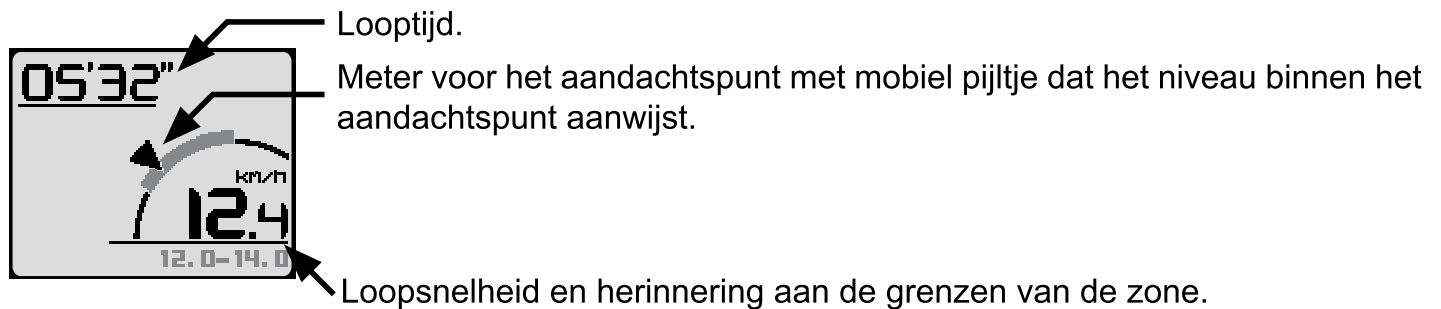 Looptijd.
05'32"
Meter voor het aandachtspunt met mobiel pijltje dat het niveau binnen het
aandachtspunt aanwijst.
km/h
12.4
12.0-14.0
Loopsnelheid en herinnering aan de grenzen van de zone.